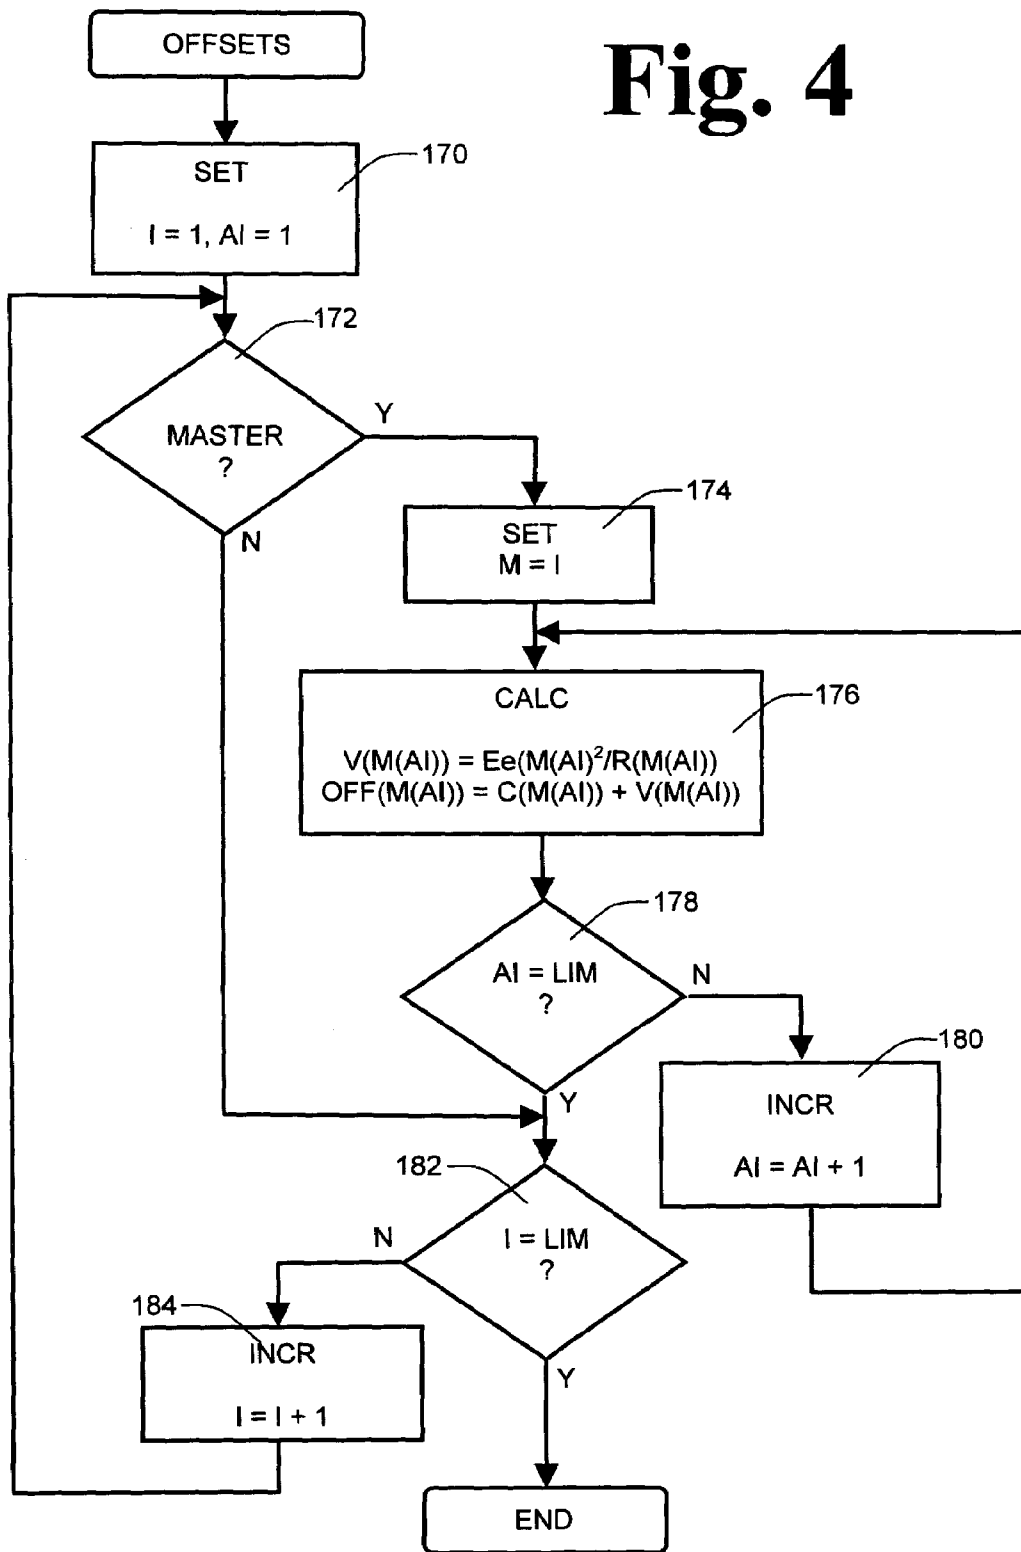 Fig. 4
OFFSETS
170
SET
I = 1, AI = 1
172
MASTER
?
Y
N
174
SET
M = I
176
CALC
V(M(AI)) = Ee(M(AI)²/R(M(AI))
OFF(M(AI)) = C(M(AI)) + V(M(AI))
178
AI = LIM
?
N
Y
180
INCR
AI = AI + 1
182
I = LIM
?
N
Y
184
INCR
I = I + 1
END